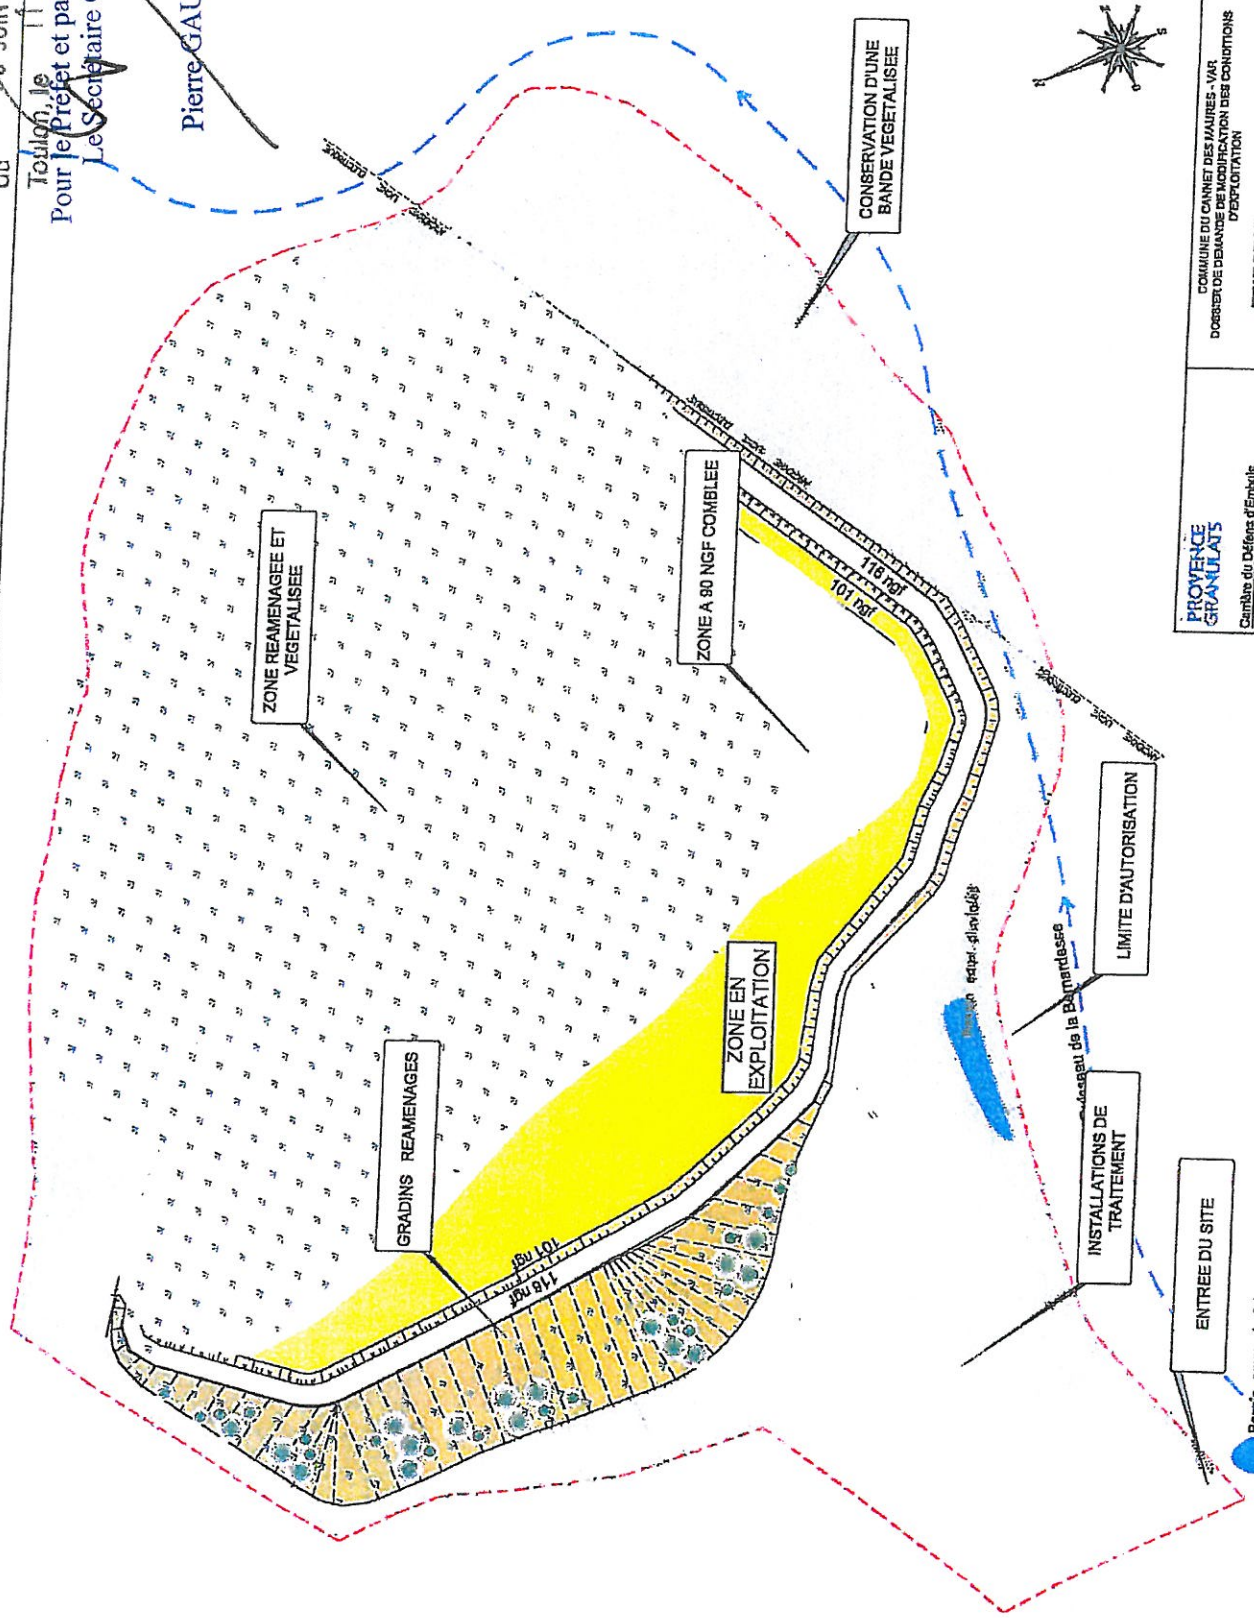 du
Toulon, le
Pour le Préfet et pa
Le Secrétaire
Pierre GAU
ZONE REAMENAGEE ET
VEGETALISEE
GRADINS REAMENAGES
ZONE A 90 NGF COMBLEE
CONSERVATION D'UNE
BANDE VEGETALISEE
ZONE EN
EXPLOITATION
116 ngf
101 ngf
101 ngf
116 ngf
de la Bernardasse
LIMITE D'AUTORISATION
INSTALLATIONS DE
TRAITEMENT
ENTREE DU SITE
N
PROVENCE
GRANULATS
Carrière du Défens d'Embule
COMMUNE DU CANNET DES MAURES - VAR
DOSSIER DE DEMANDE DE MODIFICATION DES CONDITIONS
D'EXPLOITATION